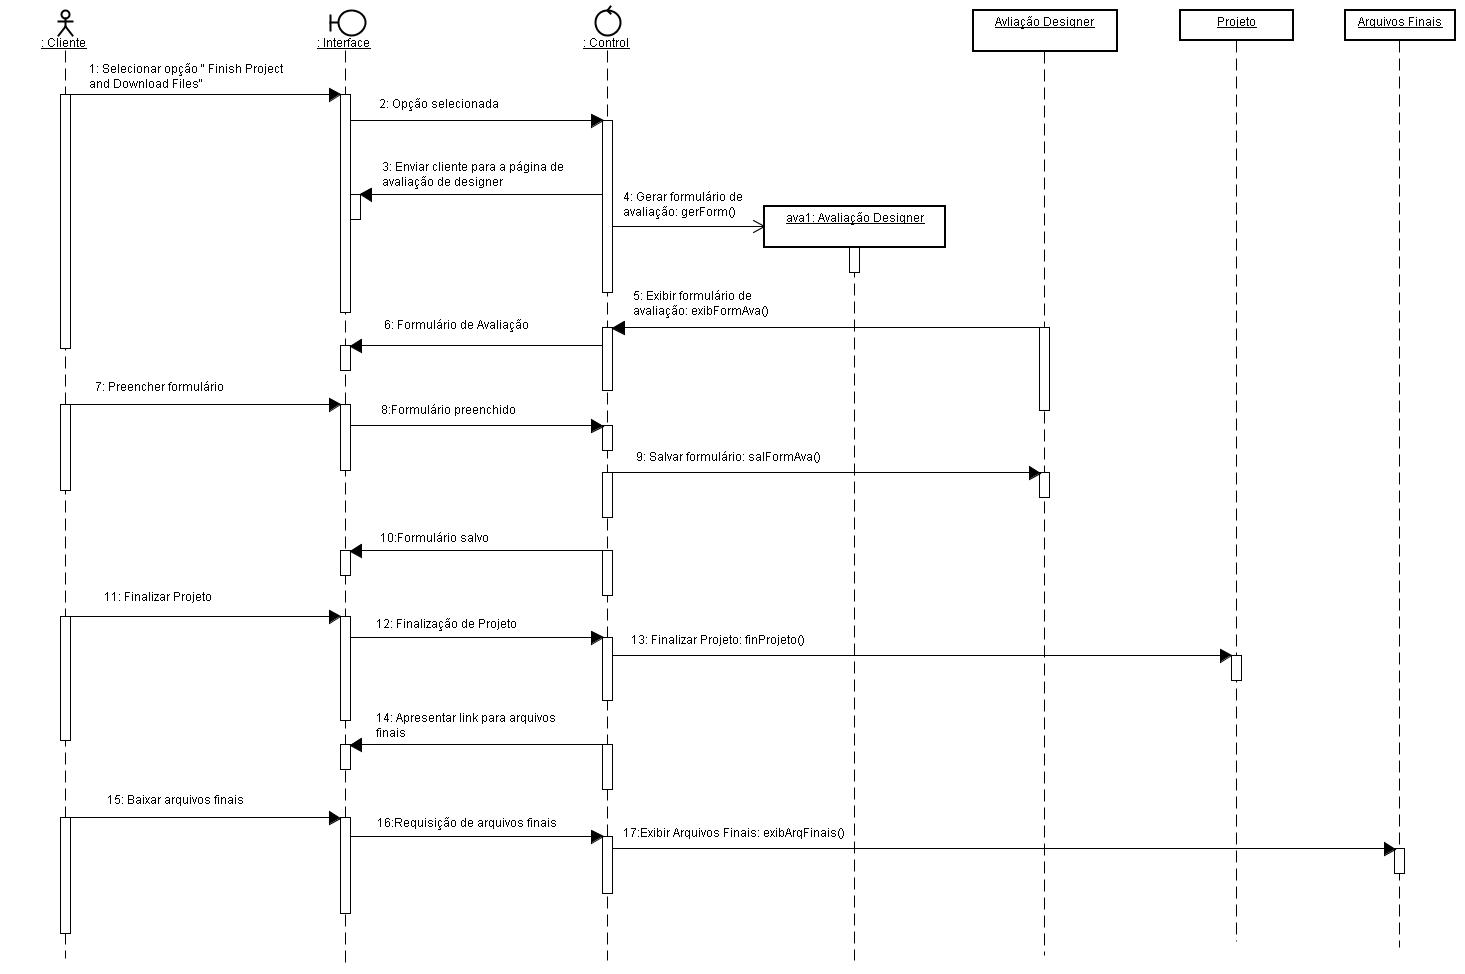 : Cliente
: Interface
: Control
Avliação Designer
Projeto
Arquivos Finais
1: Selecionar opção " Finish Project
and Download Files"
2: Opção selecionada
3: Enviar cliente para a página de
avaliação de designer
4: Gerar formulário de
avaliação: gerForm()
ava1: Avaliação Designer
5: Exibir formulário de
avaliação: exibFormAva()
6: Formulário de Avaliação
7: Preencher formulário
8:Formulário preenchido
9: Salvar formulário: salFormAva()
10:Formulário salvo
11: Finalizar Projeto
12: Finalização de Projeto
13: Finalizar Projeto: finProjeto()
14: Apresentar link para arquivos
finais
15: Baixar arquivos finais
16:Requisição de arquivos finais
17:Exibir Arquivos Finais: exibArqFinais()